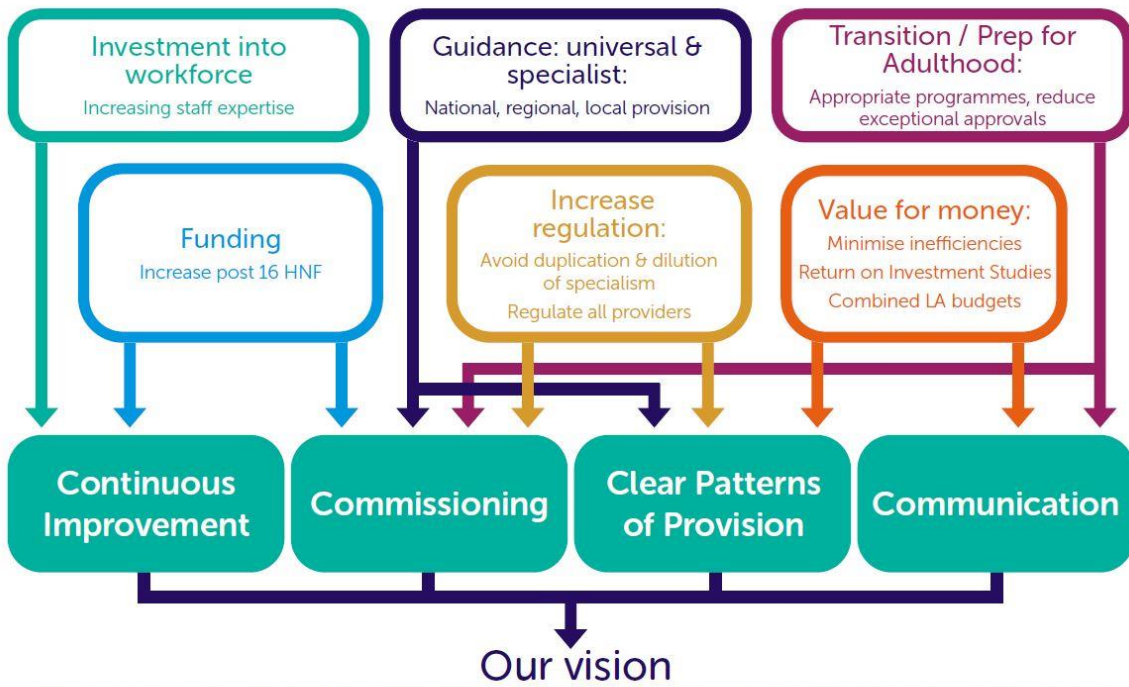 Investment into
workforce
Increasing staff expertise
Guidance: universal &
specialist:
National, regional, local provision
Transition / Prep for
Adulthood:
Appropriate programmes, reduce
exceptional approvals
Funding
Increase post 16 HNF
Increase
regulation:
Avoid duplication & dilution
of specialism
Regulate all providers
Value for money:
Minimise inefficiencies
Return on Investment Studies
Combined LA budgets
Continuous
Improvement
Commissioning
Clear Patterns
of Provision
Communication
Our vision